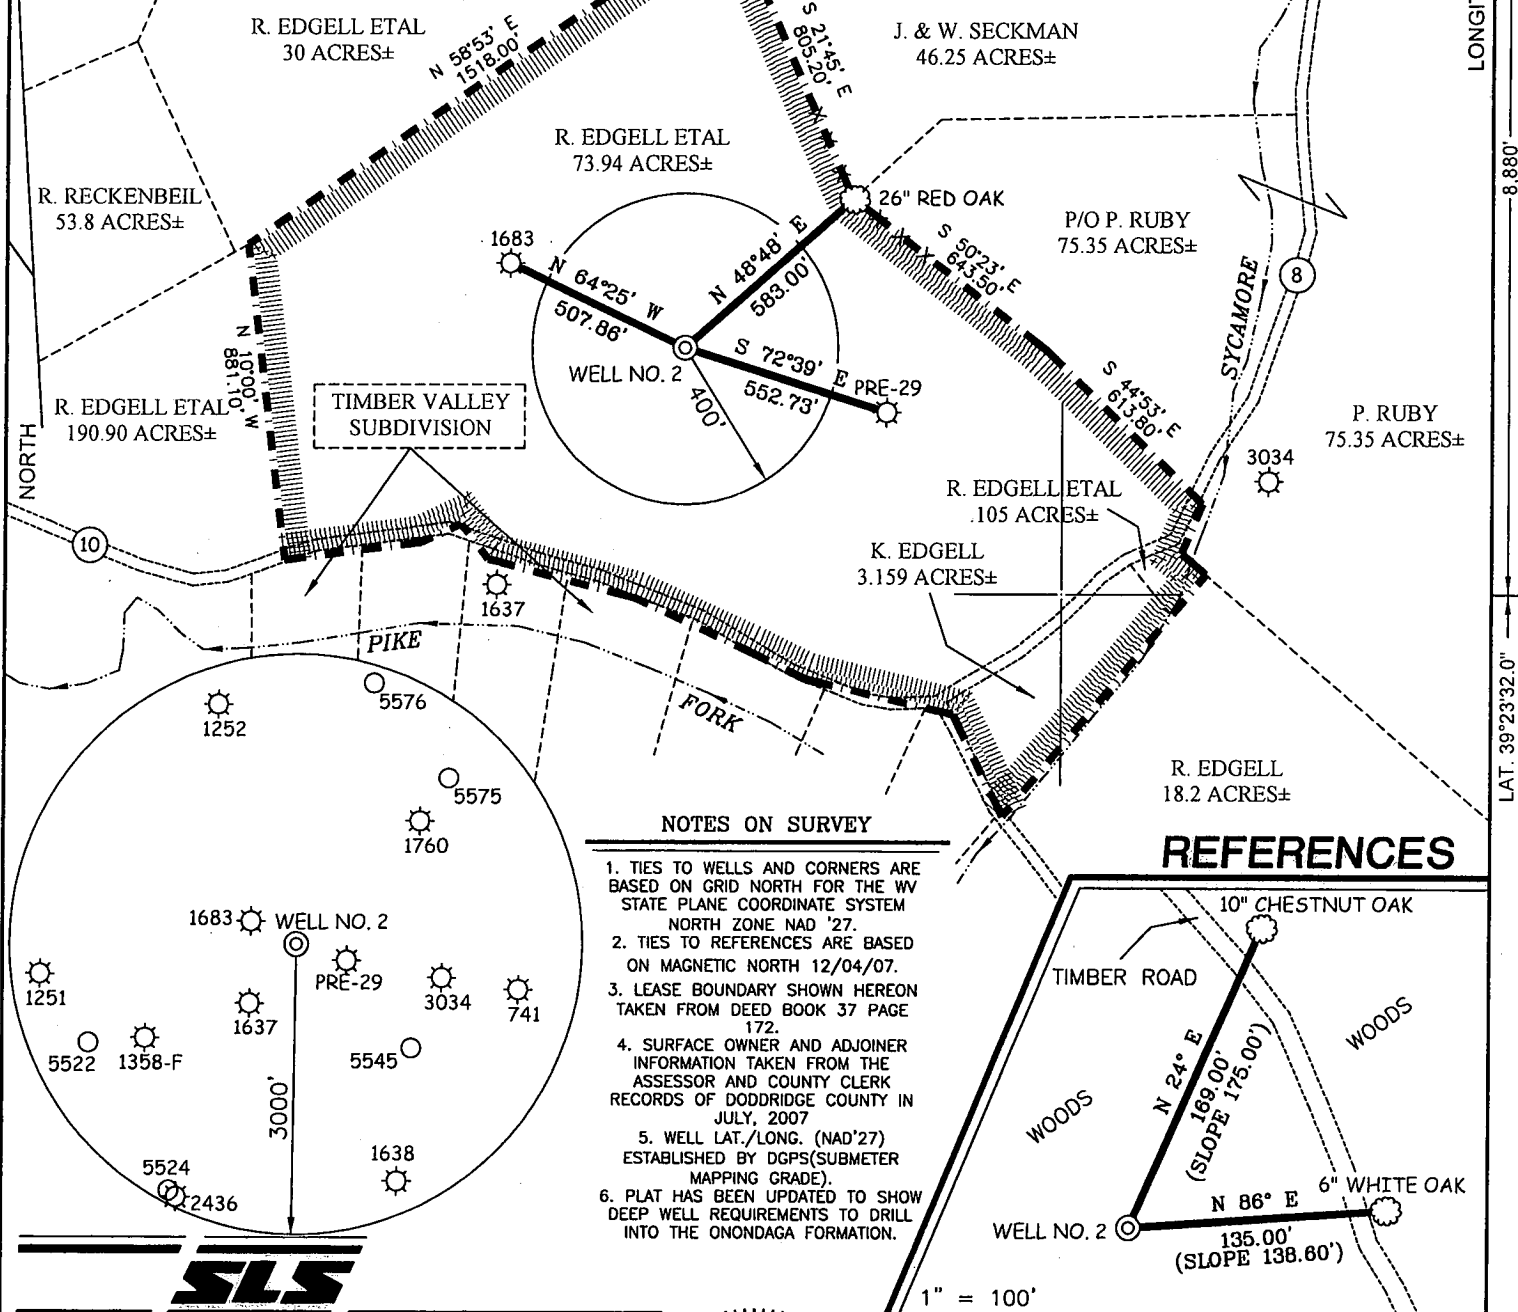 R. EDGELL ETAL
30 ACRES±
N 58°53' E
1518.00'
S 21°45' E
805.20'
J. & W. SECKMAN
46.25 ACRES±
LONGIT
8,880'
R. EDGELL ETAL
73.94 ACRES±
R. RECKENBEIL
53.8 ACRES±
26" RED OAK
P/O P. RUBY
75.35 ACRES±
1683
N 64°25' W
507.86'
N 48°48' E
583.00'
S 50°23' E
643.50'
SYCAMORE
8
WELL NO. 2
S 72°39' E
552.73'
PRE-29
400'
N 10°00' W
881.10'
S 44°53' E
613.80'
R. EDGELL ETAL
190.90 ACRES±
TIMBER VALLEY
SUBDIVISION
P. RUBY
75.35 ACRES±
3034
NORTH
10
R. EDGELL ETAL
.105 ACRES±
K. EDGELL
3.159 ACRES±
1637
PIKE
FORK
LAT. 39°23'32.0"
R. EDGELL
18.2 ACRES±
5576
1252
5575
1760
1683
WELL NO. 2
PRE-29
1251
3034
741
1637
5522
1358-F
5545
3000'
1638
5524
2436
SLS
NOTES ON SURVEY
1. TIES TO WELLS AND CORNERS ARE
BASED ON GRID NORTH FOR THE WV
STATE PLANE COORDINATE SYSTEM
NORTH ZONE NAD '27.
2. TIES TO REFERENCES ARE BASED
ON MAGNETIC NORTH 12/04/07.
3. LEASE BOUNDARY SHOWN HEREON
TAKEN FROM DEED BOOK 37 PAGE
172.
4. SURFACE OWNER AND ADJOINER
INFORMATION TAKEN FROM THE
ASSESSOR AND COUNTY CLERK
RECORDS OF DODDRIDGE COUNTY IN
JULY, 2007
5. WELL LAT./LONG. (NAD'27)
ESTABLISHED BY DGPS(SUBMETER
MAPPING GRADE).
6. PLAT HAS BEEN UPDATED TO SHOW
DEEP WELL REQUIREMENTS TO DRILL
INTO THE ONONDAGA FORMATION.
REFERENCES
10" CHESTNUT OAK
TIMBER ROAD
WOODS
WOODS
N 24° E
169.00'
(SLOPE 175.00')
6" WHITE OAK
WELL NO. 2
N 86° E
135.00'
(SLOPE 138.60')
1" = 100'